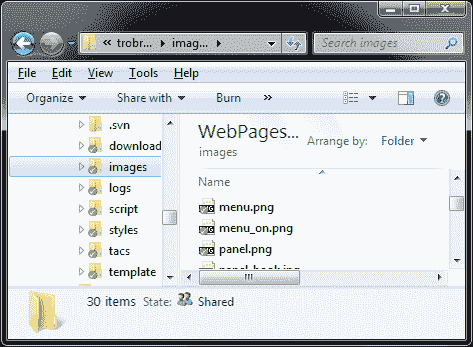 « trobr... ▸ imag... ▸
Search images
File Edit View Tools Help
Organize Share with Burn »
.svn
download
images
logs
script
styles
tacs
template
WebPages...
images
Arrange by: Folder
Name
menu.png
menu_on.png
panel.png
30 items State: Shared